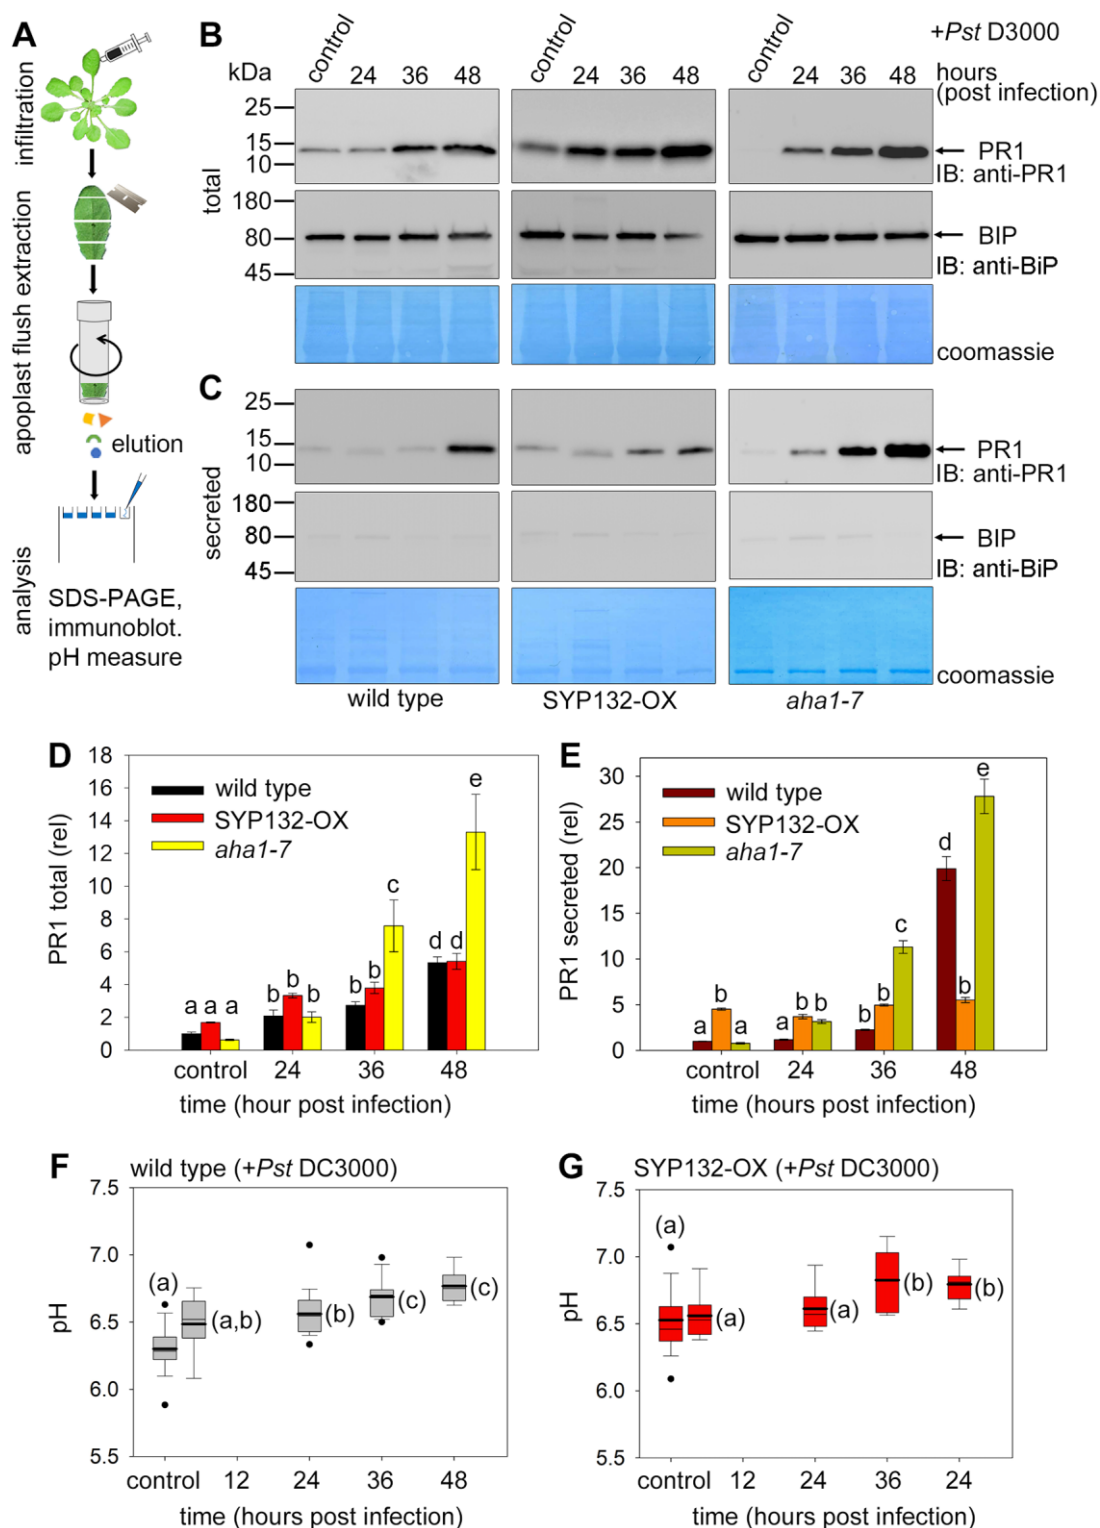 A
infiltration
apoplast flush extraction
elution
analysis
SDS-PAGE,
immunoblot.
pH measure
B
+Pst D3000
kDa
control 24 36 48
control 24 36 48
control 24 36 48
hours
(post infection)
total
25
15
10
PR1
IB: anti-PR1
180
80
45
BIP
IB: anti-BiP
coomassie
C
secreted
25
15
10
PR1
IB: anti-PR1
180
80
45
BIP
IB: anti-BiP
coomassie
wild type
SYP132-OX
aha1-7
D
PR1 total (rel)
18
16
14
12
10
8
6
4
2
0
wild type
SYP132-OX
aha1-7
a a a
b b b
b b c
d d e
control 24 36 48
time (hour post infection)
E
PR1 secreted (rel)
30
25
20
15
10
5
0
wild type
SYP132-OX
aha1-7
a b a
a b b
b b c
d b e
control 24 36 48
time (hours post infection)
F wild type (+Pst DC3000)
pH
7.5
7.0
6.5
6.0
5.5
(a)
(a,b)
(b)
(c)
(c)
control 12 24 36 48
time (hours post infection)
G SYP132-OX (+Pst DC3000)
pH
7.5
7.0
6.5
6.0
5.5
(a)
(a)
(a)
(b)
(b)
control 12 24 36 24
time (hours post infection)